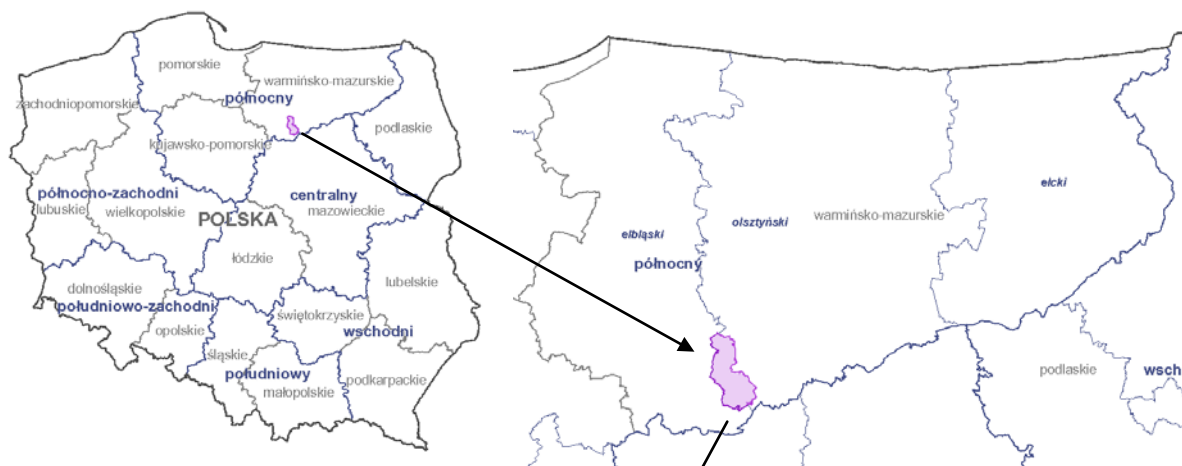 pomorskie
warmińsko-mazurskie
zachodniopomorskie
północny
podlaskie
kujawsko-pomorskie
północno-zachodni
centralny
lubuskie
wielkopolskie
mazowieckie
POLSKA
łódzkie
lubelskie
dolnośląskie
południowo-zachodni
świętokrzyskie
opolskie
wschodni
śląskie
południowy
podkarpackie
małopolskie
ełcki
olsztyński
warmińsko-mazurskie
elbląski
północny
podlaskie
wsch